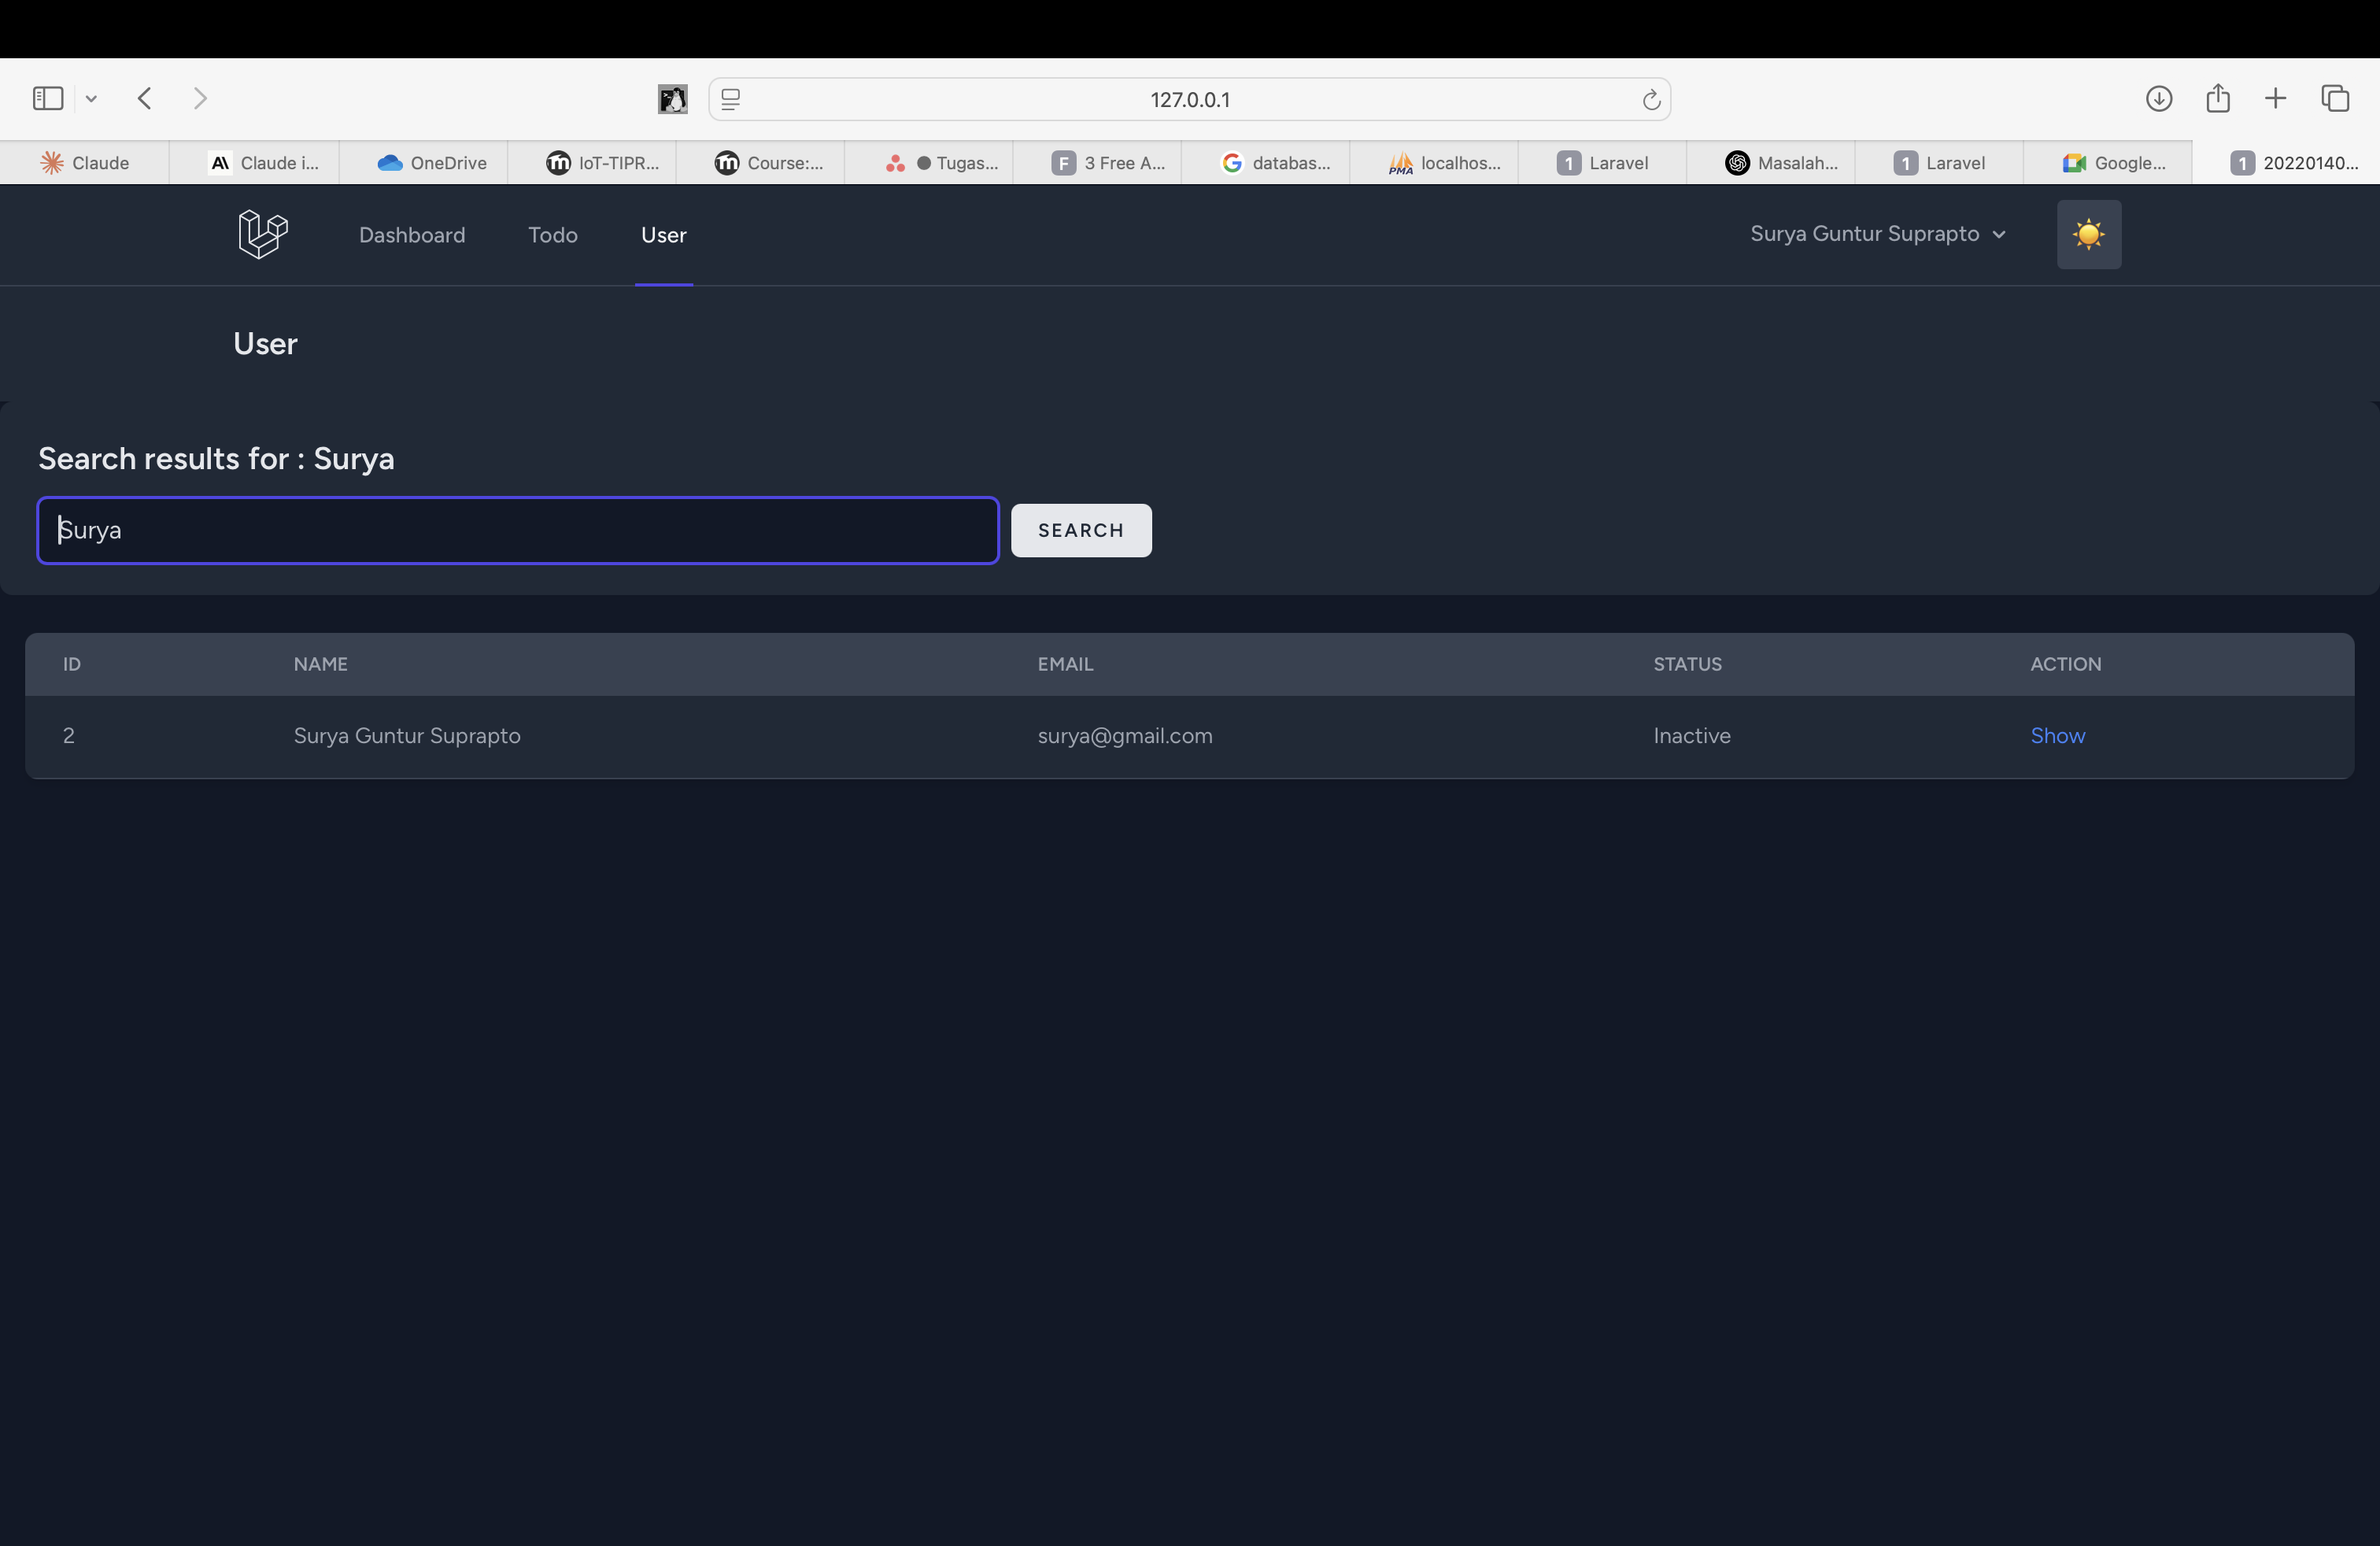 127.0.0.1
Claude
Claude i...
OneDrive
IoT-TIPR...
Course:...
Tugas...
F 3 Free A...
databas...
PMA localhos...
1 Laravel
Masalah...
1 Laravel
Google...
1 20220140...
Dashboard
Todo
User
Surya Guntur Suprapto
User
Search results for : Surya
Surya
SEARCH
ID NAME EMAIL STATUS ACTION
2 Surya Guntur Suprapto surya@gmail.com Inactive Show